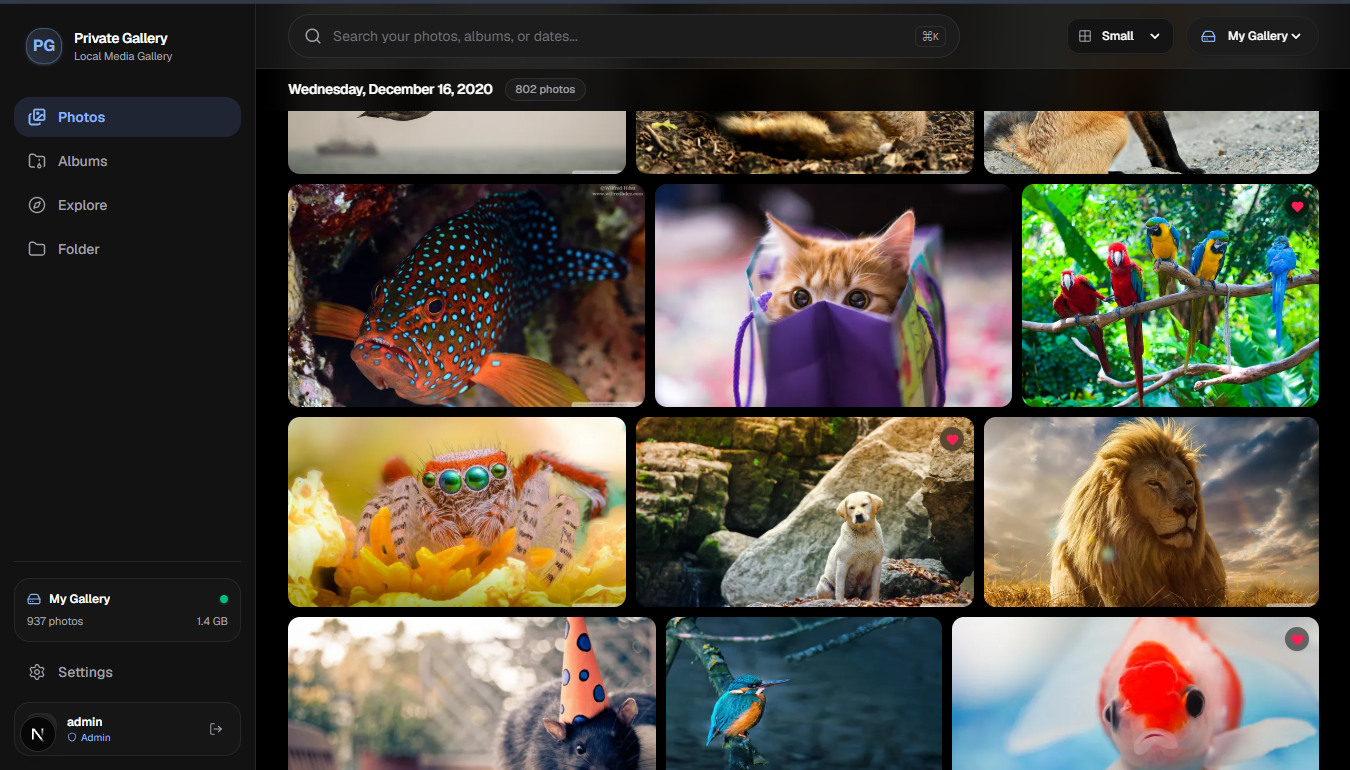 PG
Private Gallery
Local Media Gallery
Search your photos, albums, or dates...
⌘K
Small
My Gallery
Wednesday, December 16, 2020
802 photos
Photos
Albums
Explore
Folder
My Gallery
937 photos
1.4 GB
Settings
N
admin
Admin